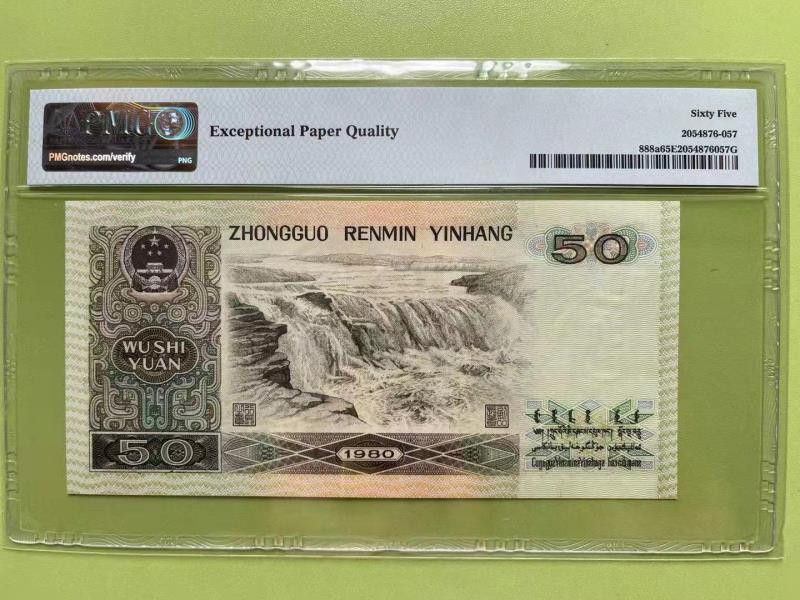 PMG
PMGnotes.com/verify
PNG
Exceptional Paper Quality
Sixty Five
2054876-057
888a65E2054876057G
ZHONGGUO RENMIN YINHANG
50
WU SHI
YUAN
50
1980